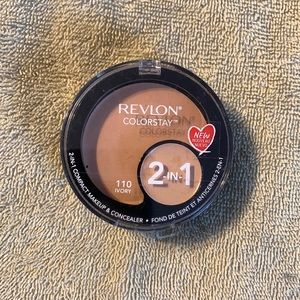 REVLON®
COLORSTAY™
NEW
110
IVORY
2-IN-1
2-IN-1 COMPACT MAKEUP & CONCEALER • FOND DE TEINT ET ANTICERNES 2-EN-1